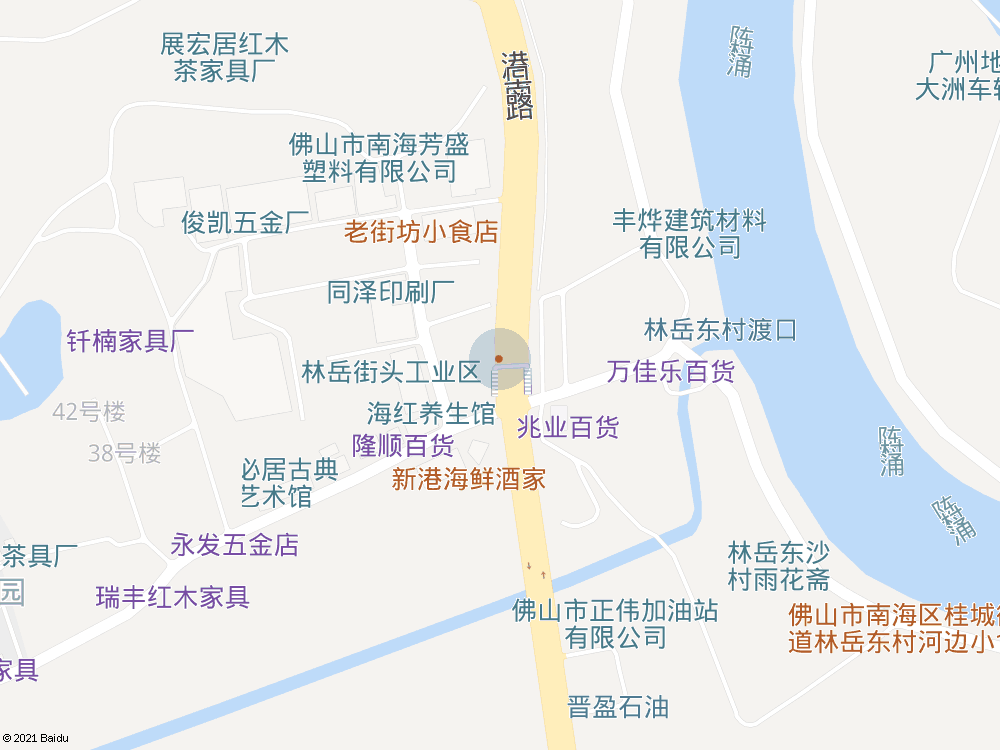 展宏居红木
茶家具厂
港口路
陈村涌
广州地
大洲车辆
佛山市南海芳盛
塑料有限公司
俊凯五金厂
老街坊小食店
丰烨建筑材料
有限公司
同泽印刷厂
钎楠家具厂
林岳东村渡口
林岳街头工业区
万佳乐百货
42号楼
海红养生馆
兆业百货
38号楼
隆顺百货
陈村涌
必居古典
艺术馆
新港海鲜酒家
陈村涌
永发五金店
茶具厂
林岳东沙
村雨花斋
元
瑞丰红木家具
佛山市正伟加油站
有限公司
佛山市南海区桂城街
道林岳东村河边小
家具
晋盈石油
© 2021 Baidu